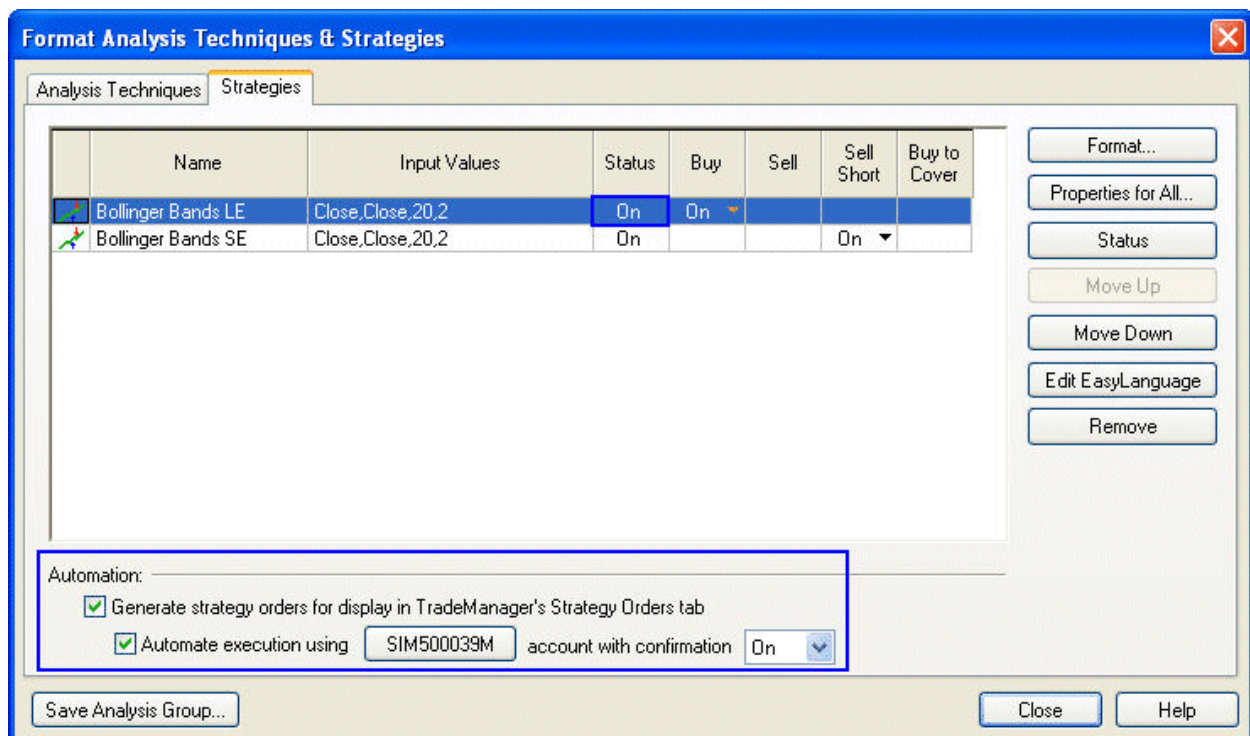 Format Analysis Techniques & Strategies
Analysis Techniques Strategies
Name Input Values Status Buy Sell Sell Short Buy to Cover
Bollinger Bands LE Close,Close,20,2 On On
Bollinger Bands SE Close,Close,20,2 On On
Format...
Properties for All...
Status
Move Up
Move Down
Edit EasyLanguage
Remove
Automation:
Generate strategy orders for display in TradeManager's Strategy Orders tab
Automate execution using SIM500039M account with confirmation On
Save Analysis Group... Close Help